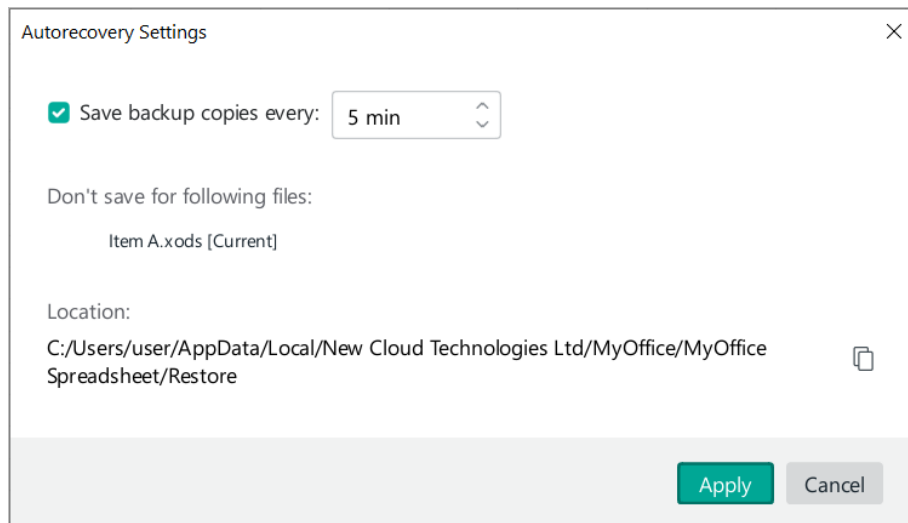 Autorecovery Settings
Save backup copies every: 5 min
Don't save for following files:
Item A.xods [Current]
Location:
C:/Users/user/AppData/Local/New Cloud Technologies Ltd/MyOffice/MyOffice
Spreadsheet/Restore
Apply Cancel